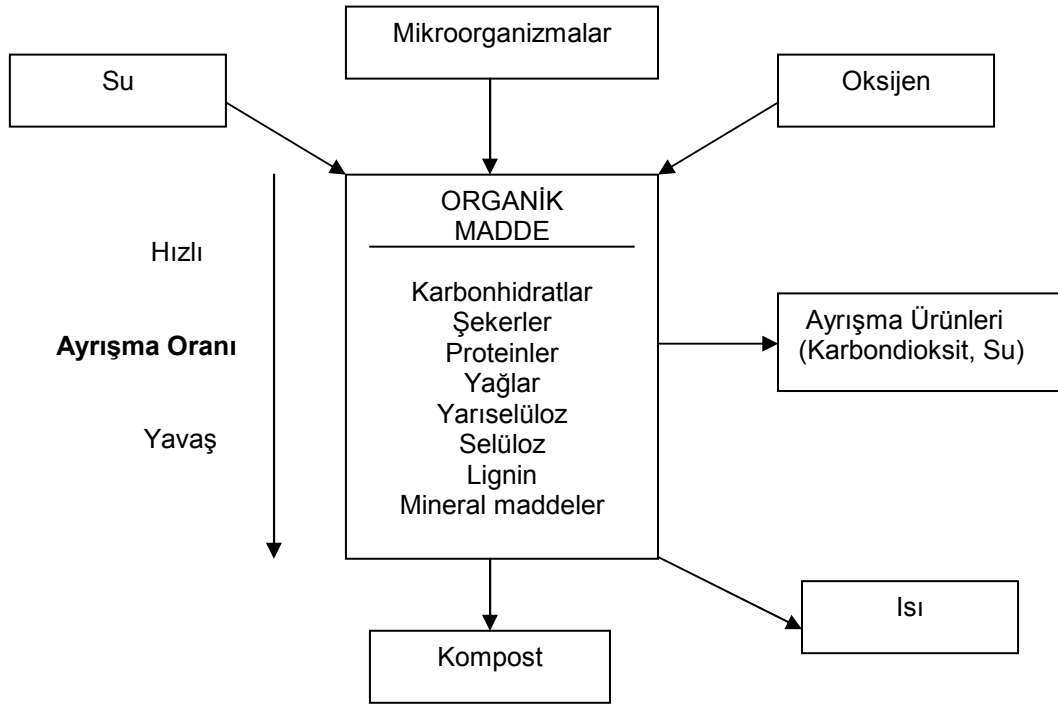 Mikroorganizmalar
Su
Oksijen
ORGANİK
MADDE
Hızlı
Karbonhidratlar
Şekerler
Ayrışma Oranı
Proteinler
Yağlar
Yarıselüloz
Yavaş
Selüloz
Lignin
Mineral maddeler
Ayrışma Ürünleri
(Karbondioksit, Su)
Isı
Kompost